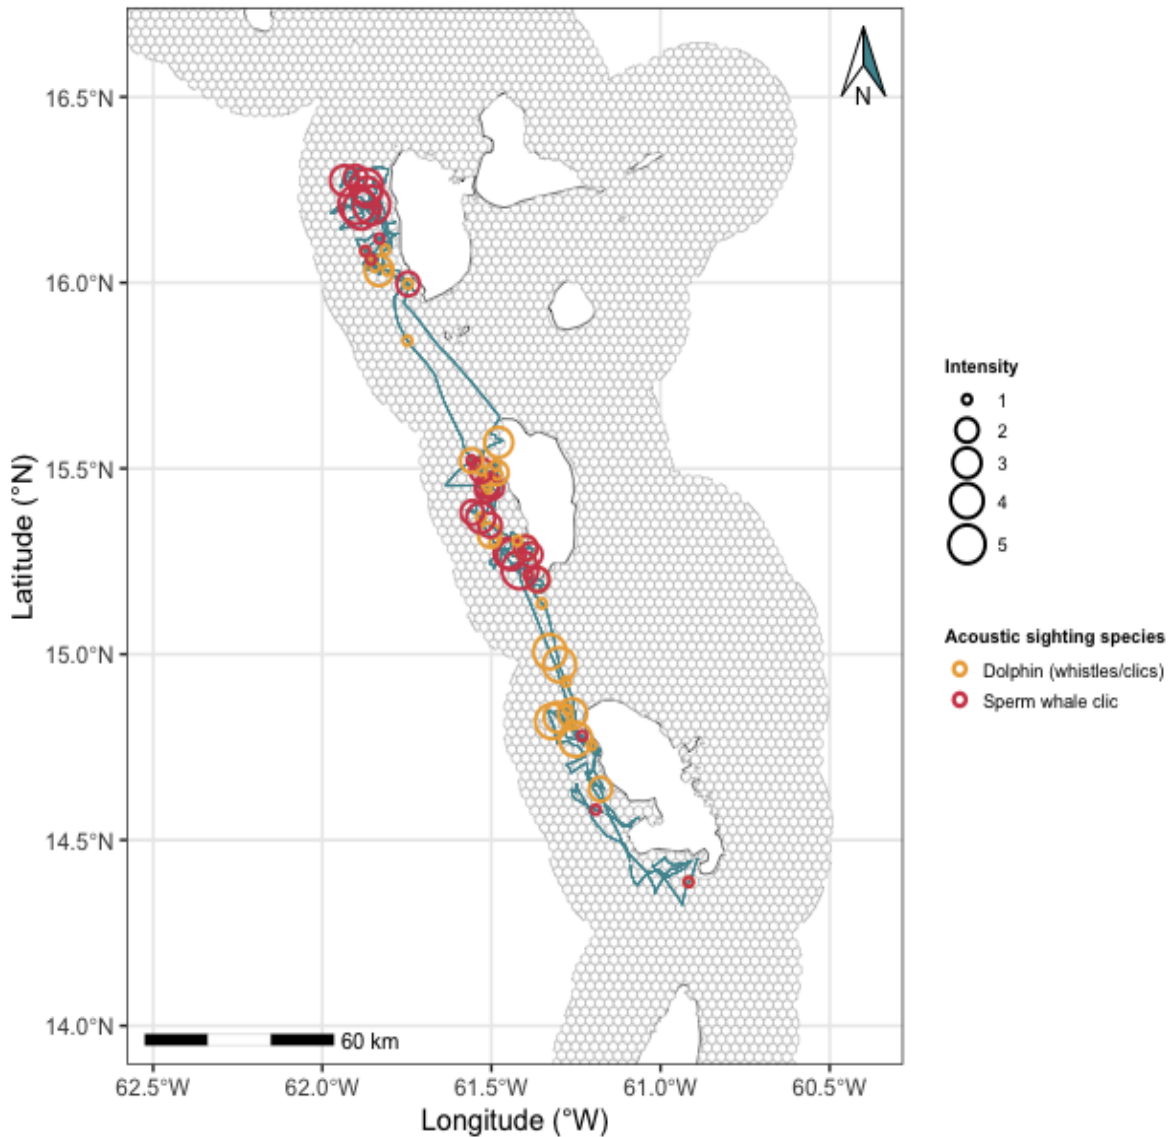 N
16.5°N
16.0°N
15.5°N
15.0°N
14.5°N
14.0°N
Latitude (°N)
60 km
62.5°W 62.0°W 61.5°W 61.0°W 60.5°W
Longitude (°W)
Intensity
1
2
3
4
5
Acoustic sighting species
Dolphin (whistles/clics)
Sperm whale clic